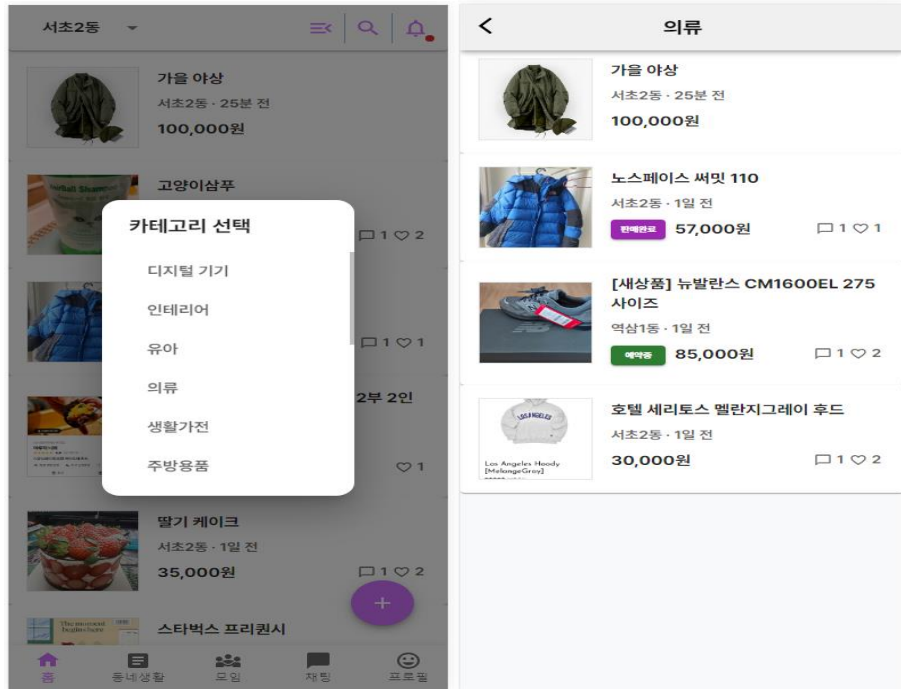 서초2동
가을 야상
서초2동 · 25분 전
100,000원
고양이샴푸
카테고리 선택
디지털 기기
인테리어
유아
의류
생활가전
주방용품
1 2
1 1
2부 2인
1
딸기 케이크
서초2동 · 1일 전
35,000원
1 2
+
The moment
begins here
스타벅스 프리퀀시
홈
동네생활
모임
채팅
프로필
의류
가을 야상
서초2동 · 25분 전
100,000원
노스페이스 써밋 110
서초2동 · 1일 전
판매완료 57,000원 1 1
[새상품] 뉴발란스 CM1600EL 275
사이즈
역삼1동 · 1일 전
예약중 85,000원 1 2
LOS ANGELES
Los Angeles Hoody
[MelangeGray]
호텔 세리토스 멜란지그레이 후드
서초2동 · 1일 전
30,000원 1 2